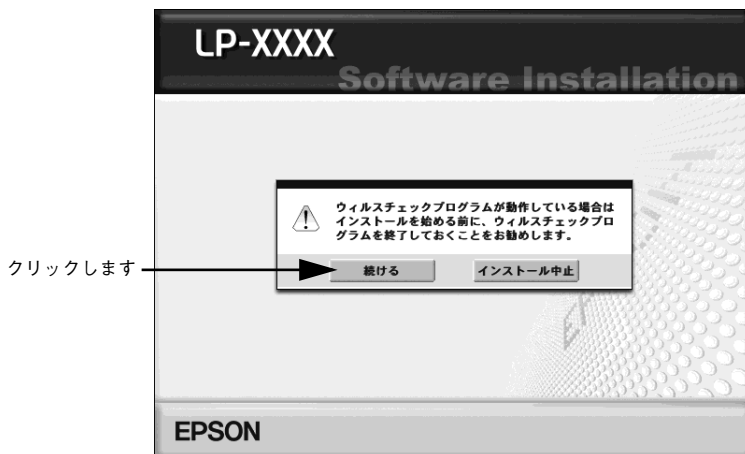 LP-XXXX
Software Installation
ウィルスチェックプログラムが動作している場合は
インストールを始める前に、ウィルスチェックプロ
グラムを終了しておくことをお勧めします。
クリックします
続ける
インストール中止
EPSON